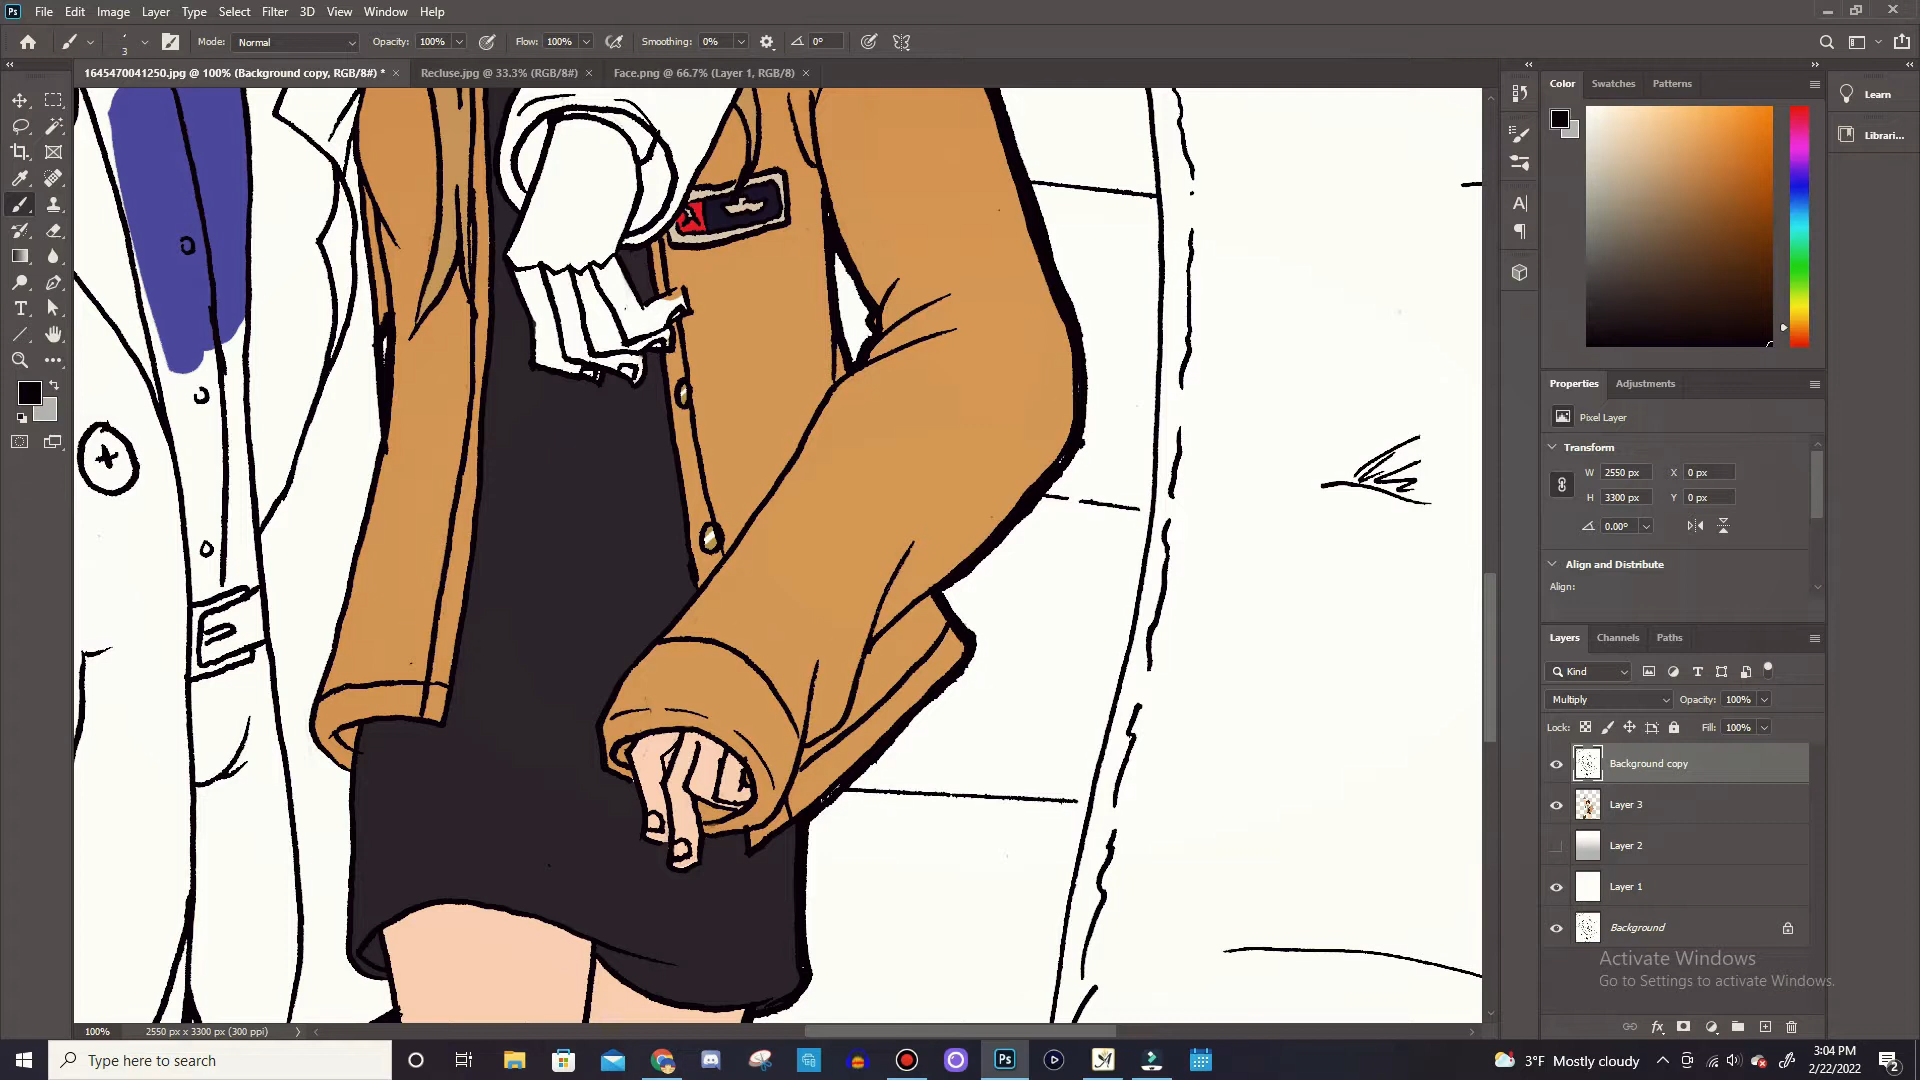 Ps File Edit Image Layer Type Select Filter 3D View Window Help
3 Mode: Normal Opacity: 100% Flow: 100% Smoothing: 0% 0°
1645470041250.jpg @ 100% (Background copy, RGB/8#) * Recluse.jpg @ 33.3% (RGB/8#) Face.png @ 66.7% (Layer 1, RGB/8)
Color Swatches Patterns
Learn
Librari...
Properties Adjustments
Pixel Layer
Transform
W 2550 px X 0 px
H 3300 px Y 0 px
0.00°
Align and Distribute
Align:
Layers Channels Paths
Kind
Multiply Opacity: 100%
Lock: Fill: 100%
Background copy
Layer 3
Layer 2
Layer 1
Background
Activate Windows
Go to Settings to activate Windows.
100% 2550 px x 3300 px (300 ppi)
Type here to search
Ps
3°F Mostly cloudy
3:04 PM
2/22/2022
2